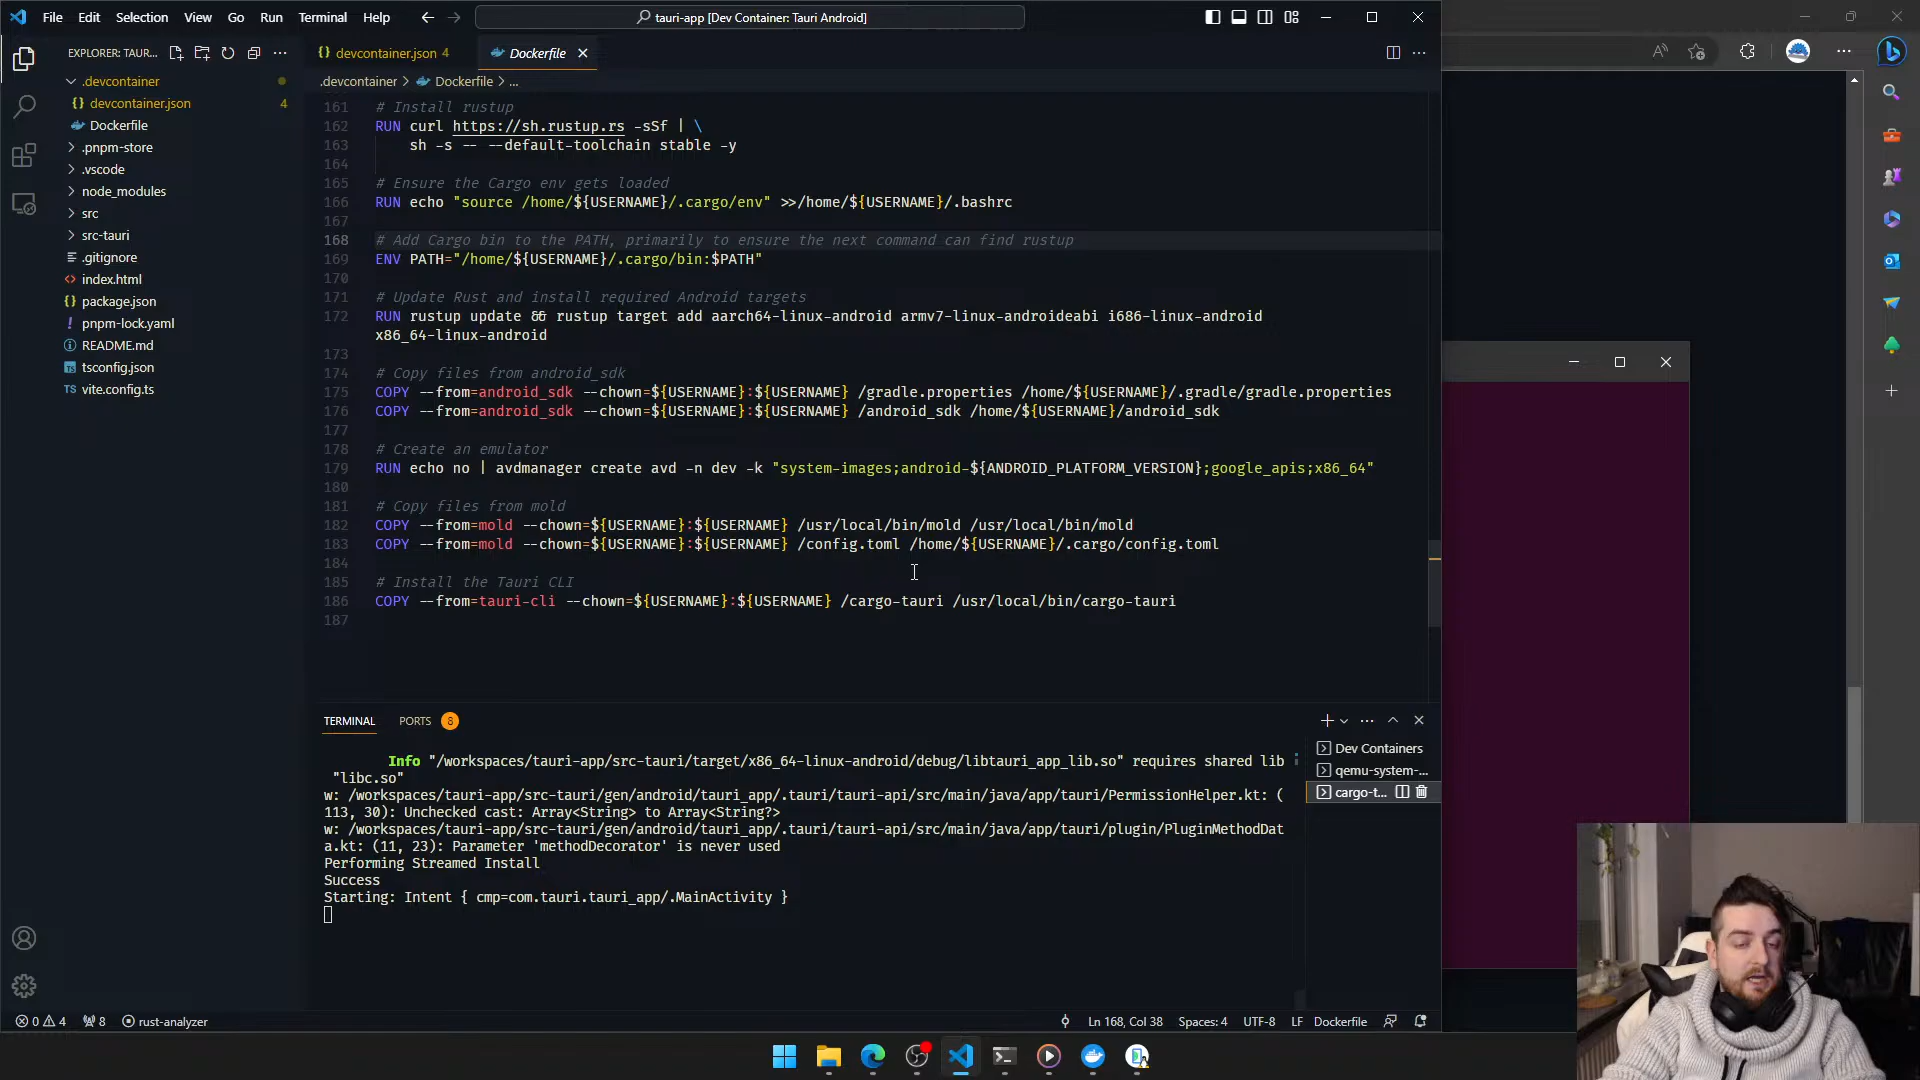 File Edit Selection View Go Run Terminal Help
tauri-app [Dev Container: Tauri Android]
EXPLORER: TAUR...
devcontainer.json 4
Dockerfile
.devcontainer
.devcontainer > Dockerfile > ...
devcontainer.json 4
Dockerfile
.pnpm-store
.vscode
node_modules
src
src-tauri
.gitignore
index.html
package.json
pnpm-lock.yaml
README.md
tsconfig.json
TS vite.config.ts
161 # Install rustup
162 RUN curl https://sh.rustup.rs -sSf | \
163 sh -s -- --default-toolchain stable -y
164
165 # Ensure the Cargo env gets loaded
166 RUN echo "source /home/${USERNAME}/.cargo/env" >>/home/${USERNAME}/.bashrc
167
168 # Add Cargo bin to the PATH, primarily to ensure the next command can find rustup
169 ENV PATH="/home/${USERNAME}/.cargo/bin:$PATH"
170
171 # Update Rust and install required Android targets
172 RUN rustup update && rustup target add aarch64-linux-android armv7-linux-androideabi i686-linux-android
x86_64-linux-android
173
174 # Copy files from android_sdk
175 COPY --from=android_sdk --chown=${USERNAME}:${USERNAME} /gradle.properties /home/${USERNAME}/.gradle/gradle.properties
176 COPY --from=android_sdk --chown=${USERNAME}:${USERNAME} /android_sdk /home/${USERNAME}/android_sdk
177
178 # Create an emulator
179 RUN echo no | avdmanager create avd -n dev -k "system-images;android-${ANDROID_PLATFORM_VERSION};google_apis;x86_64"
180
181 # Copy files from mold
182 COPY --from=mold --chown=${USERNAME}:${USERNAME} /usr/local/bin/mold /usr/local/bin/mold
183 COPY --from=mold --chown=${USERNAME}:${USERNAME} /config.toml /home/${USERNAME}/.cargo/config.toml
184
185 # Install the Tauri CLI
186 COPY --from=tauri-cli --chown=${USERNAME}:${USERNAME} /cargo-tauri /usr/local/bin/cargo-tauri
187
TERMINAL PORTS 8
Info "/workspaces/tauri-app/src-tauri/target/x86_64-linux-android/debug/libtauri_app_lib.so" requires shared lib
"libc.so"
w: /workspaces/tauri-app/src-tauri/gen/android/tauri_app/.tauri/tauri-api/src/main/java/app/tauri/PermissionHelper.kt: (
113, 30): Unchecked cast: Array<String> to Array<String?>
w: /workspaces/tauri-app/src-tauri/gen/android/tauri_app/.tauri/tauri-api/src/main/java/app/tauri/plugin/PluginMethodDat
a.kt: (11, 23): Parameter 'methodDecorator' is never used
Performing Streamed Install
Success
Starting: Intent { cmp=com.tauri.tauri_app/.MainActivity }
Dev Containers
qemu-system-...
cargo-t...
0 4 8 rust-analyzer
Ln 168, Col 38 Spaces: 4 UTF-8 LF Dockerfile